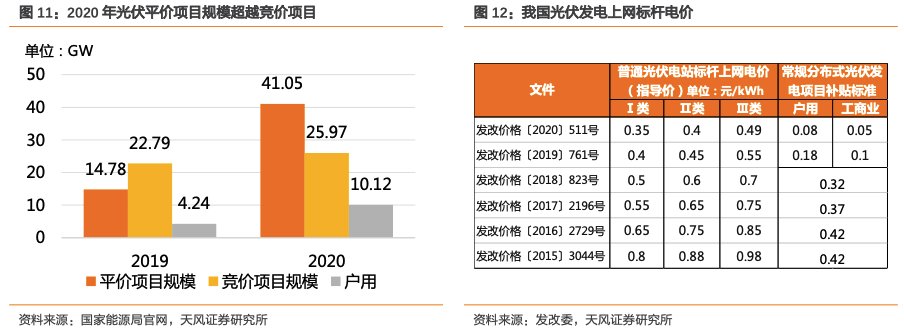 图 11：2020 年光伏平价项目规模超越竞价项目
单位：GW
50
40
30
20
10
0
14.78
22.79
4.24
41.05
25.97
10.12
2019
2020
平价项目规模 竞价项目规模 户用
资料来源：国家能源局官网，天风证券研究所
图 12：我国光伏发电上网标杆电价
文件
普通光伏电站标杆上网电价
（指导价）单位：元/kWh
常规分布式光伏发
电项目补贴标准
I 类 II类 III类 户用 工商业
发改价格〔2020〕511号 0.35 0.4 0.49 0.08 0.05
发改价格〔2019〕761号 0.4 0.45 0.55 0.18 0.1
发改价格〔2018〕823号 0.5 0.6 0.7 0.32
发改价格〔2017〕2196号 0.55 0.65 0.75 0.37
发改价格〔2016〕2729号 0.65 0.75 0.85 0.42
发改价格〔2015〕3044号 0.8 0.88 0.98 0.42
资料来源：发改委，天风证券研究所